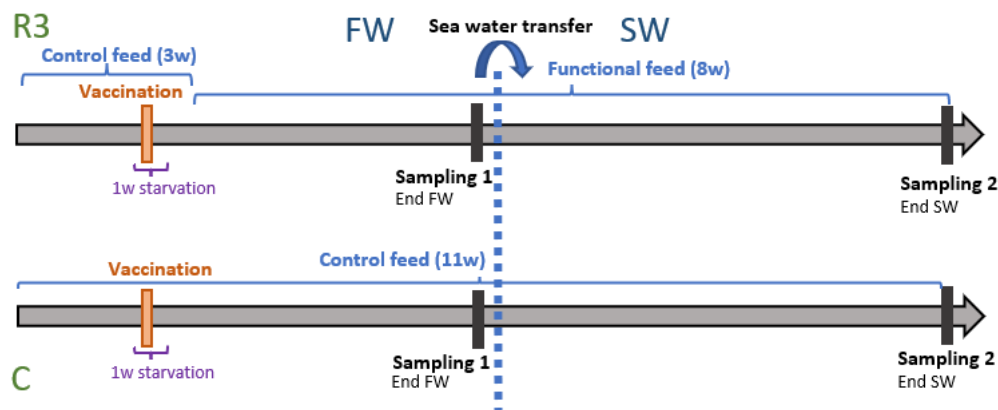 R3
FW
Sea water transfer
SW
Control feed (3w)
Functional feed (8w)
Vaccination
1w starvation
Sampling 1
End FW
Sampling 2
End SW
Control feed (11w)
Vaccination
1w starvation
Sampling 1
End FW
Sampling 2
End SW
C